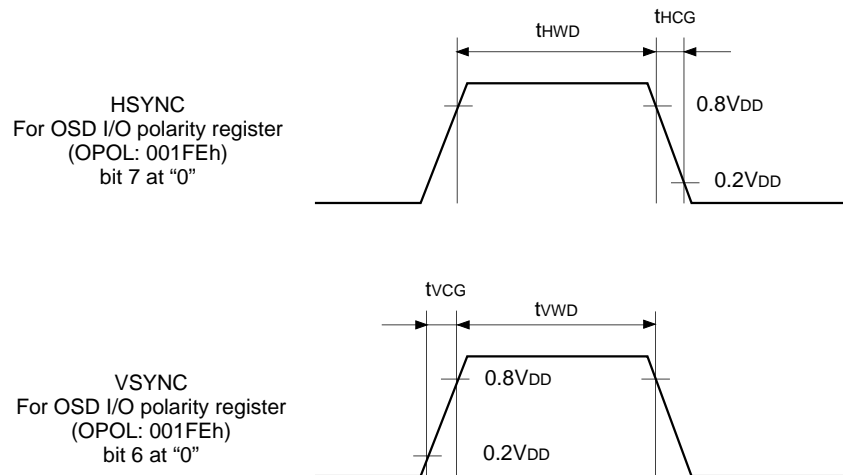 tHWD
tHCG
HSYNC
For OSD I/O polarity register
(OPOL: 001FEh)
bit 7 at “0”
0.8VDD
0.2VDD
tVCG
tVWD
VSYNC
For OSD I/O polarity register
(OPOL: 001FEh)
bit 6 at “0”
0.8VDD
0.2VDD